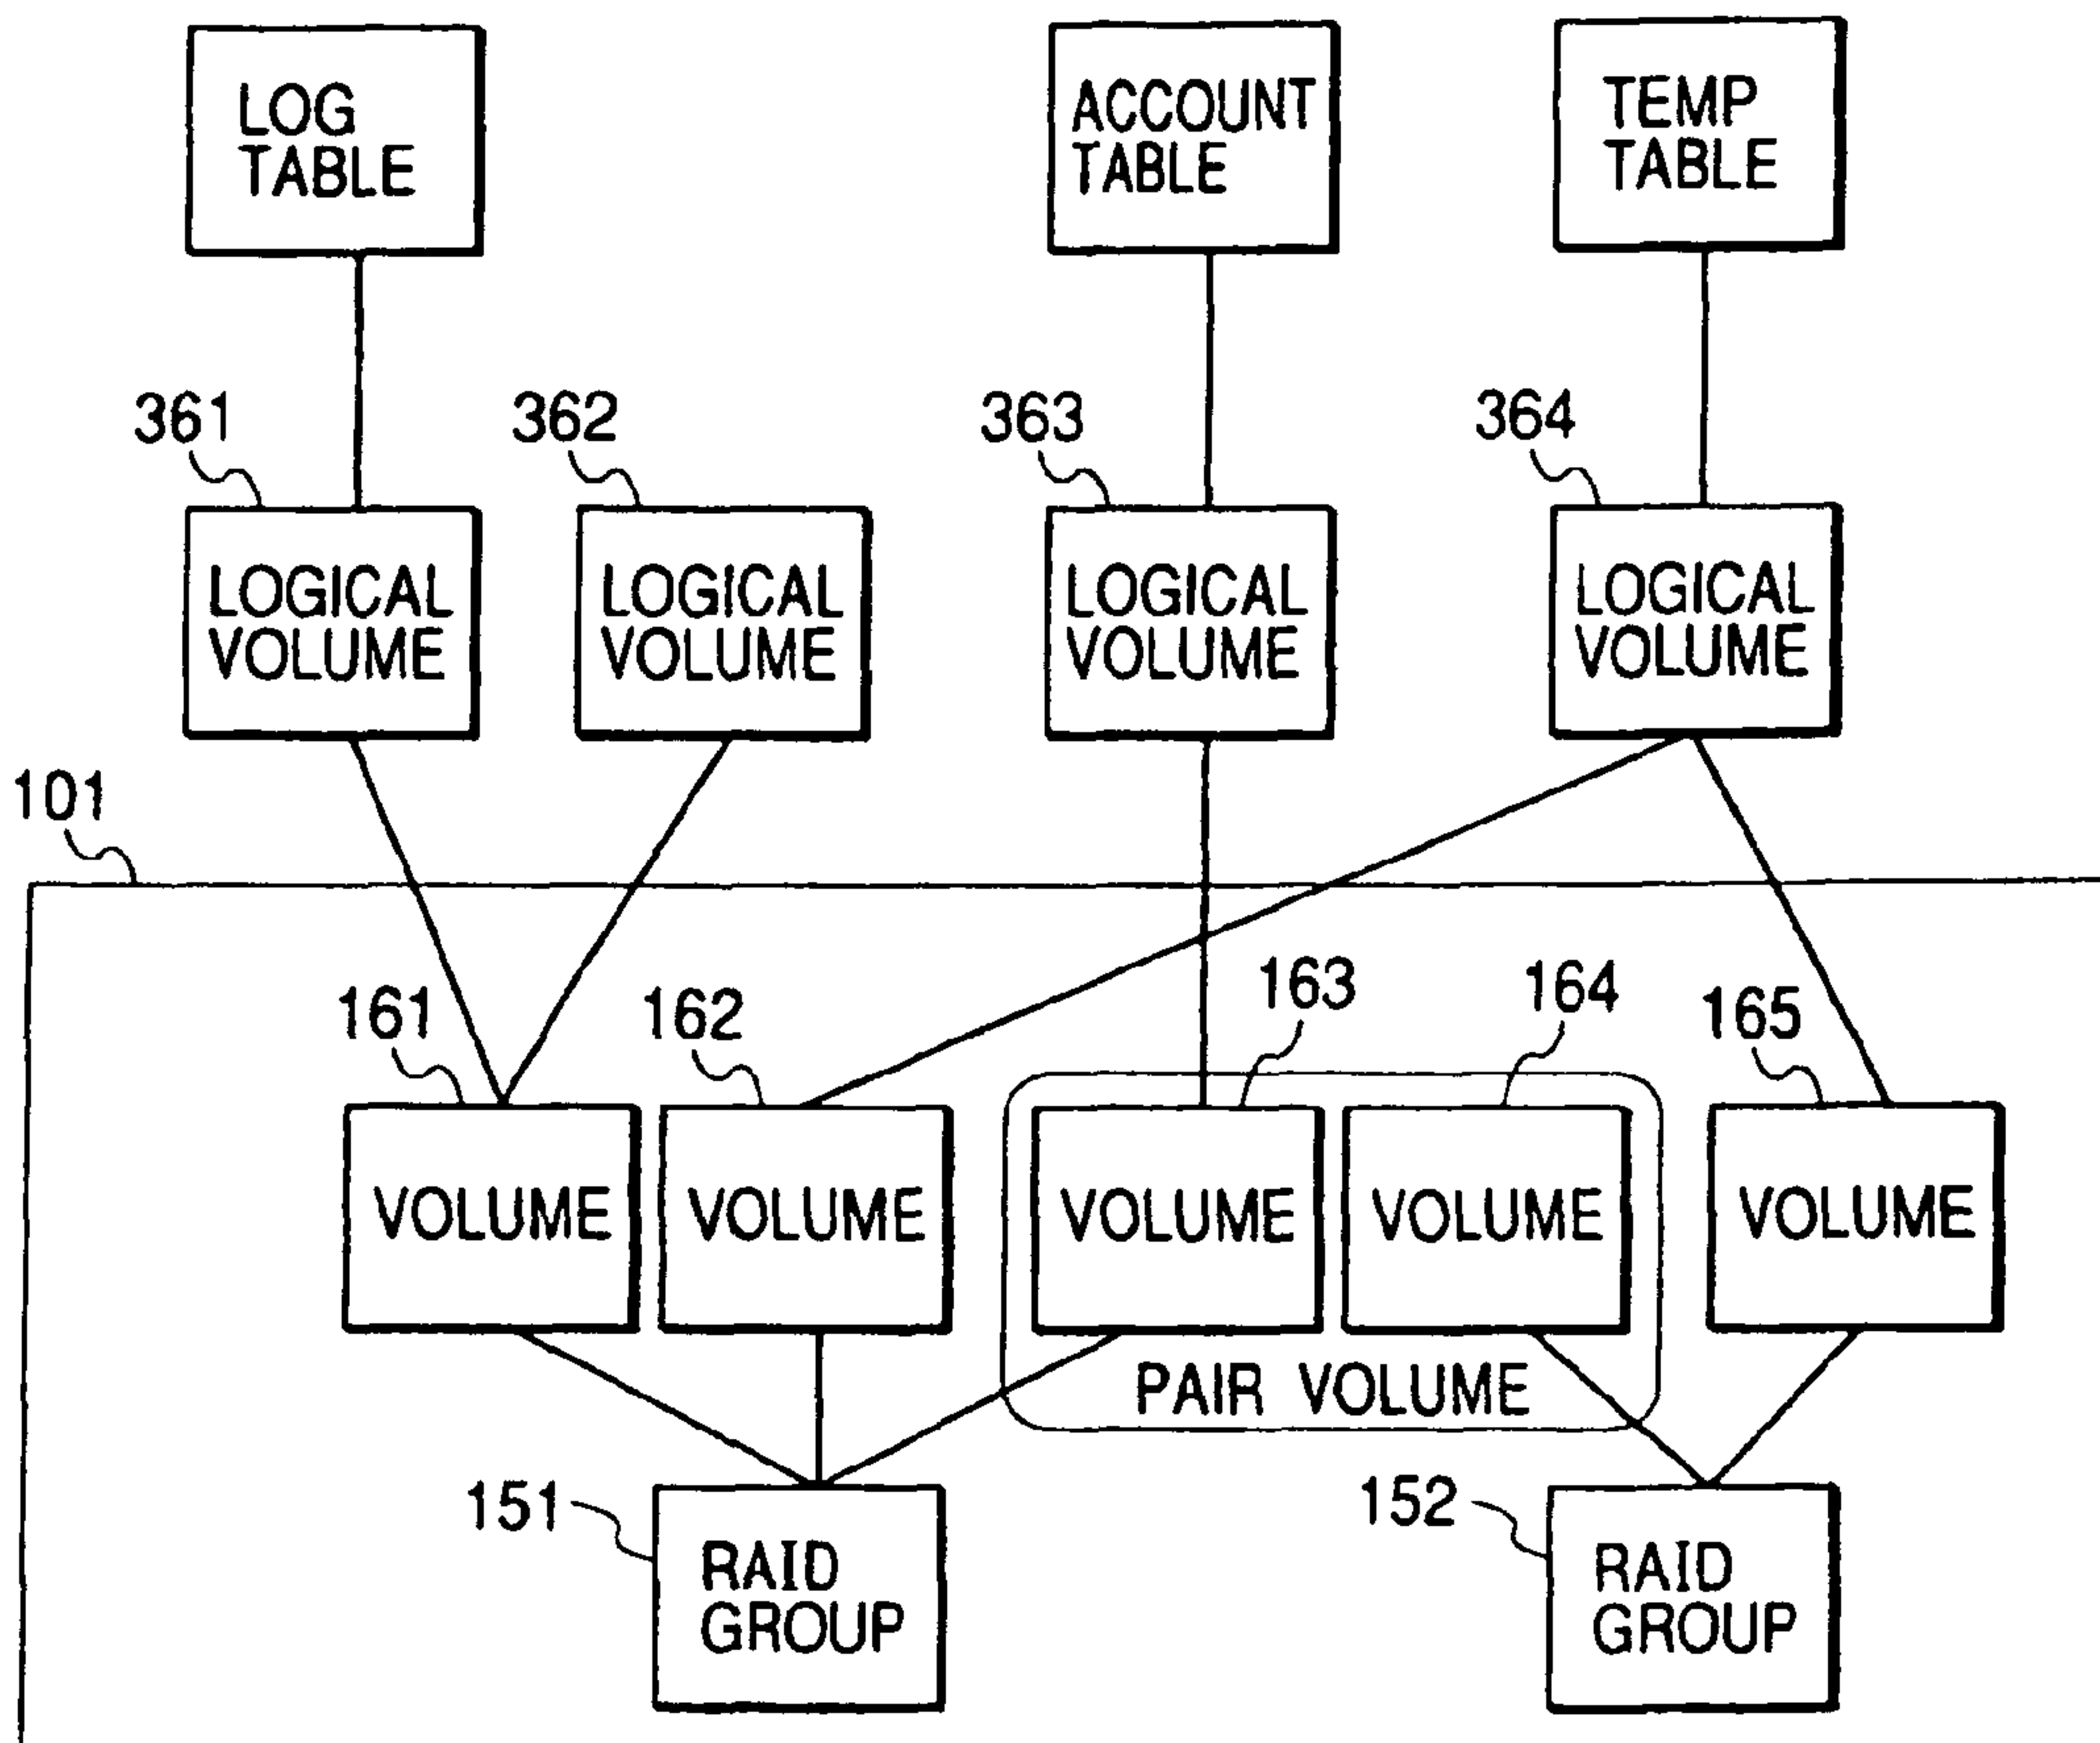 LOG
TABLE
ACCOUNT
TABLE
TEMP
TABLE
361
362
363
364
LOGICAL
VOLUME
LOGICAL
VOLUME
LOGICAL
VOLUME
LOGICAL
VOLUME
101
161
162
163
164
165
VOLUME
VOLUME
VOLUME
VOLUME
VOLUME
PAIR VOLUME
151
152
RAID
GROUP
RAID
GROUP